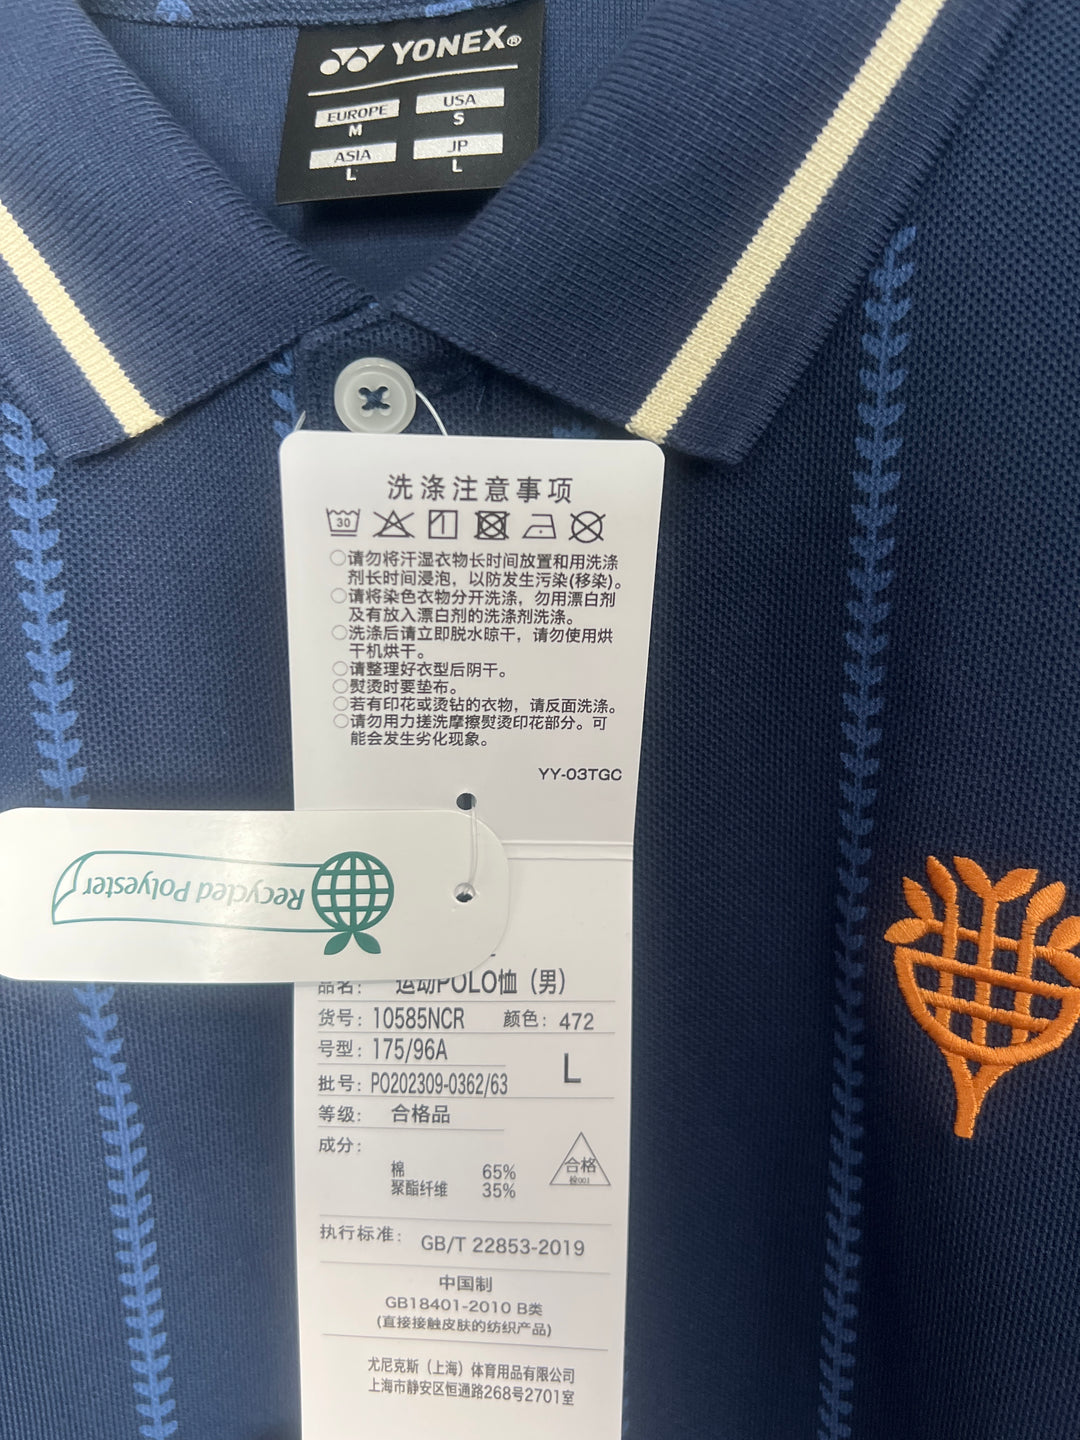 YONEX®
EUROPE
M
USA
S
ASIA
L
JP
L
洗涤注意事项
30
○请勿将汗湿衣物长时间放置和用洗涤
剂长时间浸泡，以防发生污染(移染)。
○请将染色衣物分开洗涤，勿用漂白剂
及有放入漂白剂的洗涤剂洗涤。
○洗涤后请立即脱水晾干，请勿使用烘
干机烘干。
○请整理好衣型后阴干。
○熨烫时要垫布。
○若有印花或烫钻的衣物，请反面洗涤。
○请勿用力搓洗摩擦熨烫印花部分。可
能会发生劣化现象。
YY-03TGC
Recycled Polyester
品名： 运动POLO恤（男）
货号：10585NCR 颜色：472
号型：175/96A
L
批号：PO202309-0362/63
等级： 合格品
成分：
棉 65%
聚酯纤维 35%
合格
检001
执行标准： GB/T 22853-2019
中国制
GB18401-2010 B类
(直接接触皮肤的纺织产品)
尤尼克斯（上海）体育用品有限公司
上海市静安区恒通路268号2701室